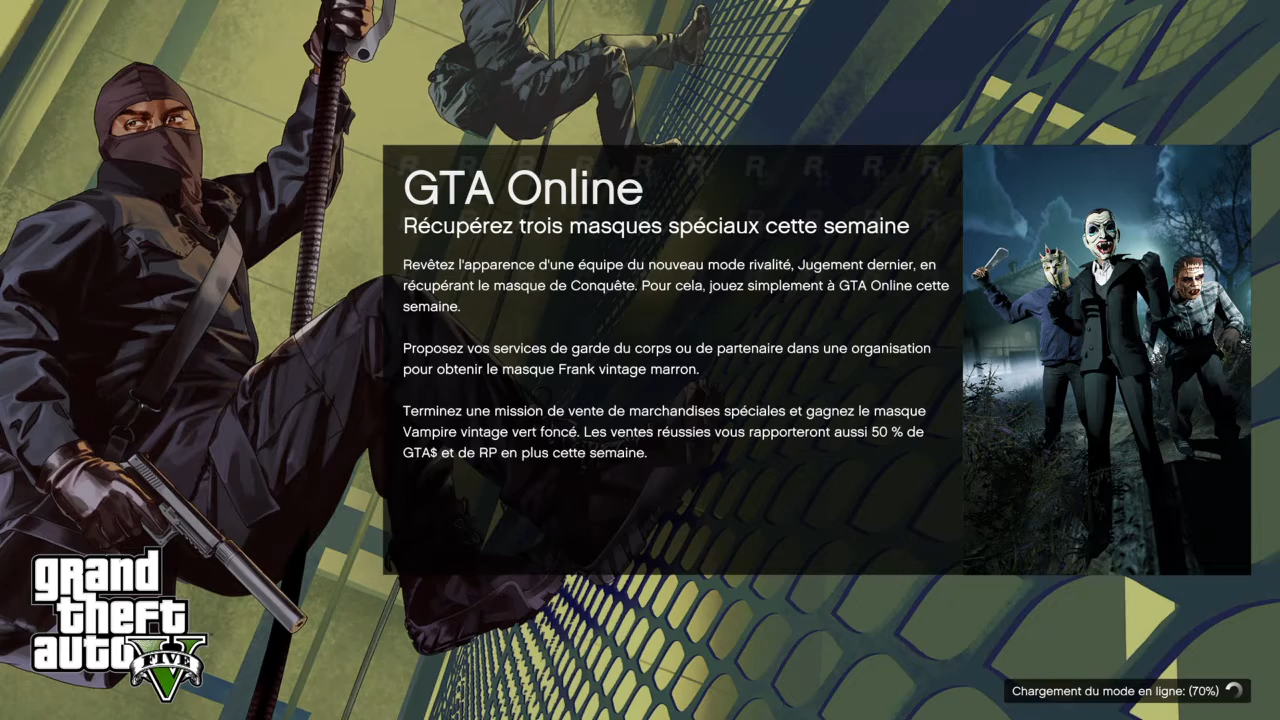 GTA Online
Récupérez trois masques spéciaux cette semaine
Revêtez l'apparence d'une équipe du nouveau mode rivalité, Jugement dernier, en
récupérant le masque de Conquête. Pour cela, jouez simplement à GTA Online cette
semaine.
Proposez vos services de garde du corps ou de partenaire dans une organisation
pour obtenir le masque Frank vintage marron.
Terminez une mission de vente de marchandises spéciales et gagnez le masque
Vampire vintage vert foncé. Les ventes réussies vous rapporteront aussi 50 % de
GTA$ et de RP en plus cette semaine.
grand
theft
auto
V
FIVE
Chargement du mode en ligne: (70%)